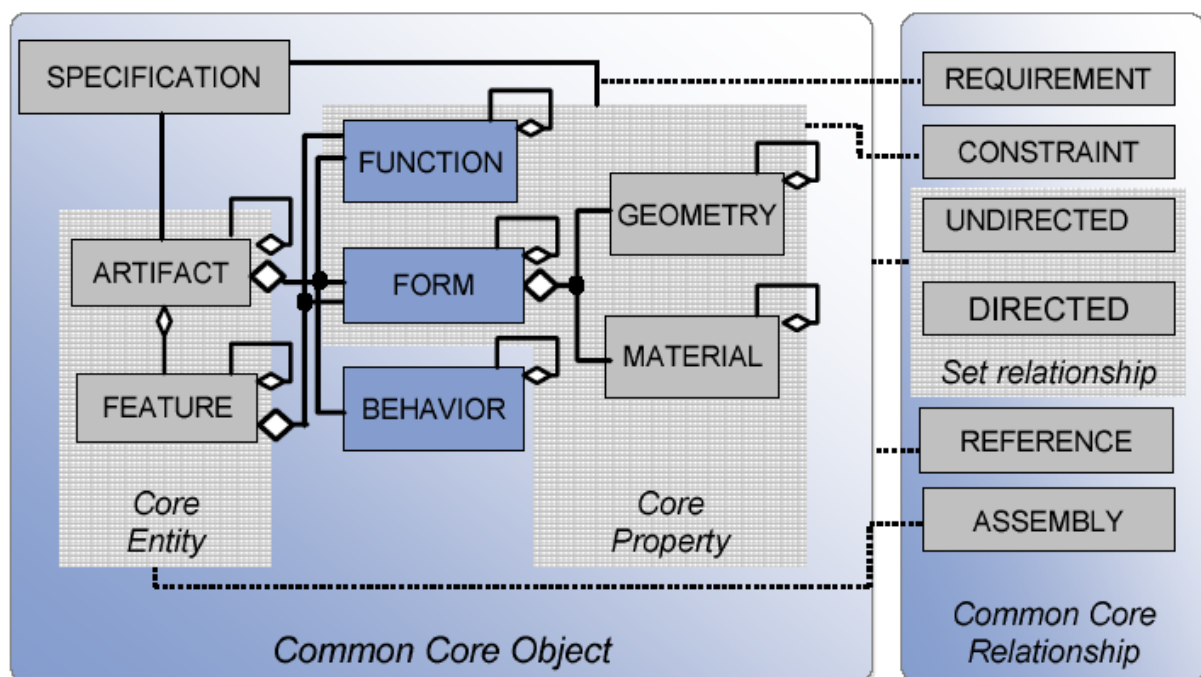 SPECIFICATION
FUNCTION
ARTIFACT
FORM
GEOMETRY
MATERIAL
FEATURE
BEHAVIOR
Core
Entity
Core
Property
Common Core Object
REQUIREMENT
CONSTRAINT
UNDIRECTED
DIRECTED
Set relationship
REFERENCE
ASSEMBLY
Common Core
Relationship